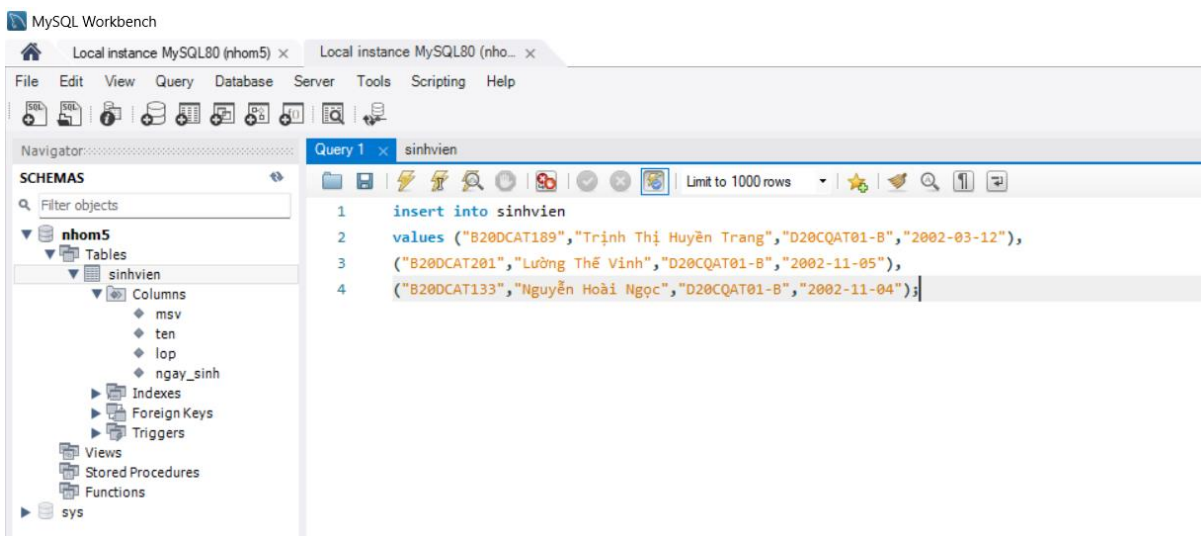 MySQL Workbench
Local instance MySQL80 (nhom5) × Local instance MySQL80 (nho... ×
File Edit View Query Database Server Tools Scripting Help
Navigator
Query 1 × sinhvien
SCHEMAS
Limit to 1000 rows
Filter objects
nhom5
Tables
sinhvien
Columns
msv
ten
lop
ngay_sinh
Indexes
Foreign Keys
Triggers
Views
Stored Procedures
Functions
sys
1 insert into sinhvien
2 values ("B20DCAT189","Trịnh Thị Huyền Trang","D20CQAT01-B","2002-03-12"),
3 ("B20DCAT201","Lường Thế Vinh","D20CQAT01-B","2002-11-05"),
4 ("B20DCAT133","Nguyễn Hoài Ngọc","D20CQAT01-B","2002-11-04");